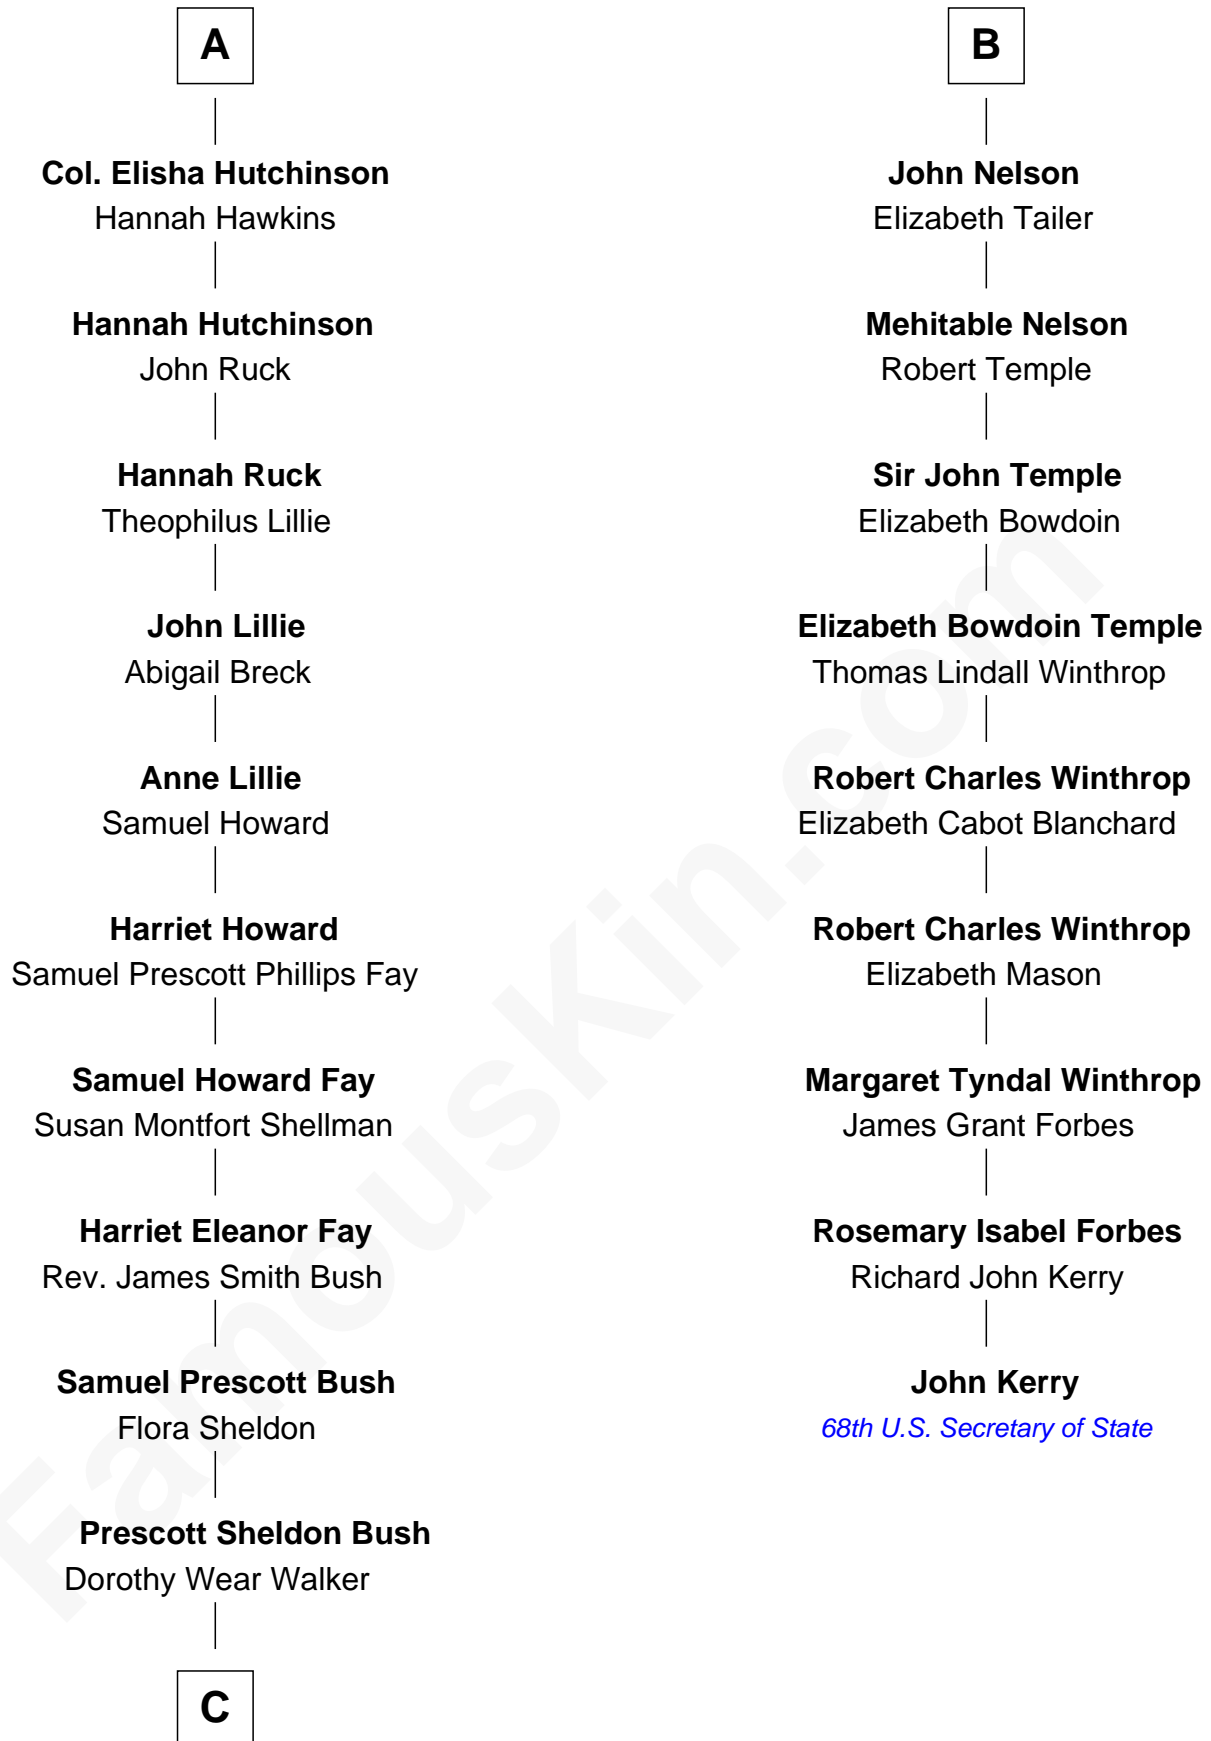 A
Col. Elisha Hutchinson
Hannah Hawkins
Hannah Hutchinson
John Ruck
Hannah Ruck
Theophilus Lillie
John Lillie
Abigail Breck
Anne Lillie
Samuel Howard
Harriet Howard
Samuel Prescott Phillips Fay
Samuel Howard Fay
Susan Montfort Shellman
Harriet Eleanor Fay
Rev. James Smith Bush
Samuel Prescott Bush
Flora Sheldon
Prescott Sheldon Bush
Dorothy Wear Walker
C
B
John Nelson
Elizabeth Tailer
Mehitable Nelson
Robert Temple
Sir John Temple
Elizabeth Bowdoin
Elizabeth Bowdoin Temple
Thomas Lindall Winthrop
Robert Charles Winthrop
Elizabeth Cabot Blanchard
Robert Charles Winthrop
Elizabeth Mason
Margaret Tyndal Winthrop
James Grant Forbes
Rosemary Isabel Forbes
Richard John Kerry
John Kerry
68th U.S. Secretary of State
FamousKin.com